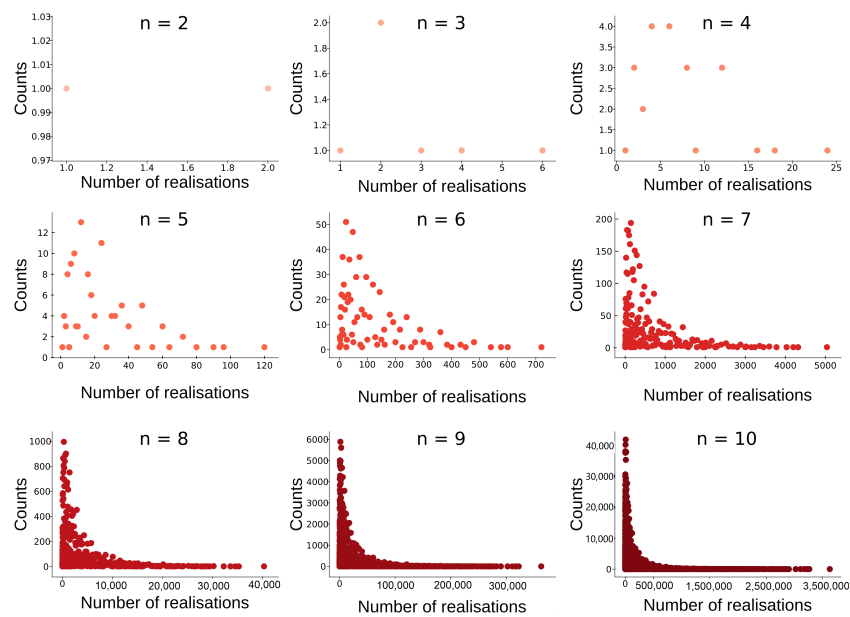 n = 2
Counts
1.03
1.02
1.01
1.00
0.99
0.98
0.97
1.0 1.2 1.4 1.6 1.8 2.0
Number of realisations
n = 3
Counts
2.0
1.8
1.6
1.4
1.2
1.0
1 2 3 4 5 6
Number of realisations
n = 4
Counts
4.0
3.5
3.0
2.5
2.0
1.5
1.0
0 5 10 15 20 25
Number of realisations
n = 5
Counts
12
10
8
6
4
2
0
0 20 40 60 80 100 120
Number of realisations
n = 6
Counts
50
40
30
20
10
0
0 100 200 300 400 500 600 700
Number of realisations
n = 7
Counts
200
150
100
50
0
0 1000 2000 3000 4000 5000
Number of realisations
n = 8
Counts
1000
800
600
400
200
0
0 10,000 20,000 30,000 40,000
Number of realisations
n = 9
Counts
6000
5000
4000
3000
2000
1000
0
0 100,000 200,000 300,000
Number of realisations
n = 10
Counts
40,000
30,000
20,000
10,000
0
0 500,000 1,500,000 2,500,000 3,500,000
Number of realisations